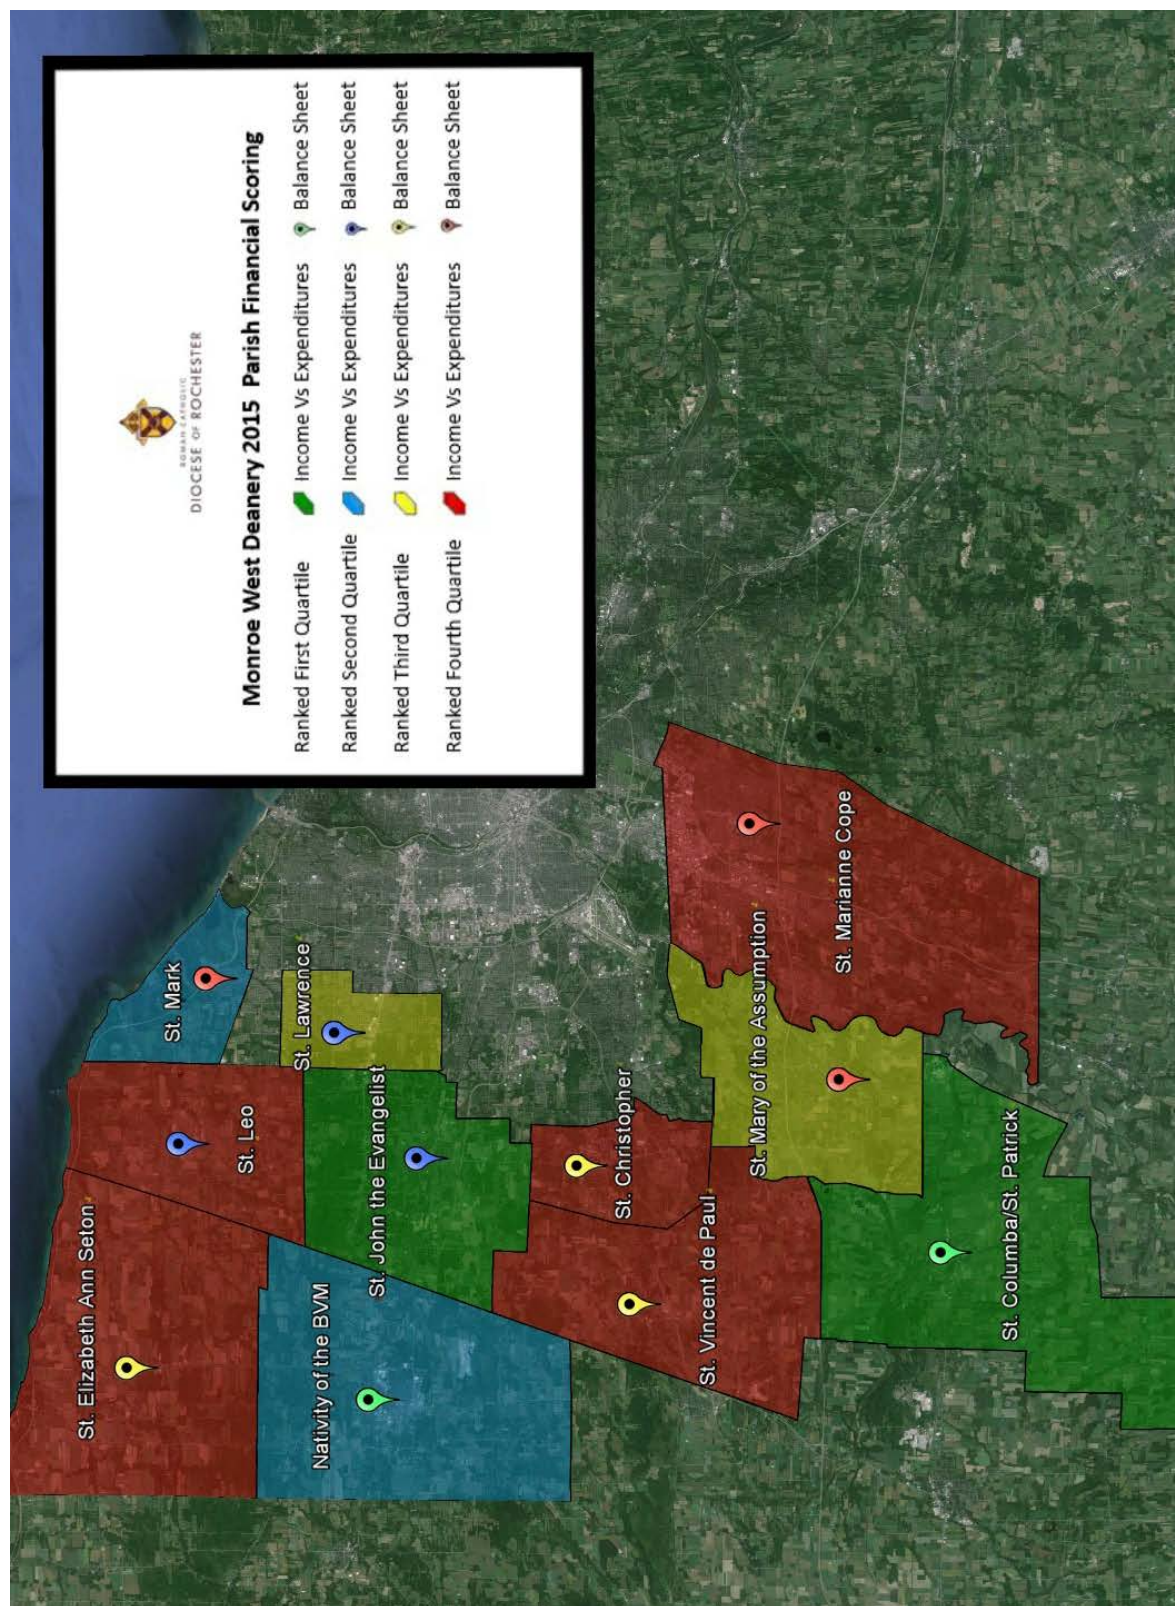 ROMAN CATHOLIC
DIOCESE OF ROCHESTER
Monroe West Deanery 2015 Parish Financial Scoring
Ranked First Quartile Income Vs Expenditures Balance Sheet
Ranked Second Quartile Income Vs Expenditures Balance Sheet
Ranked Third Quartile Income Vs Expenditures Balance Sheet
Ranked Fourth Quartile Income Vs Expenditures Balance Sheet
St. Elizabeth Ann Seton
St. Mark
St. Leo
St. Lawrence
Nativity of the BVM
St. John the Evangelist
St. Christopher
St. Vincent de Paul
St. Mary of the Assumption
St. Marianne Cope
St. Columba/St. Patrick